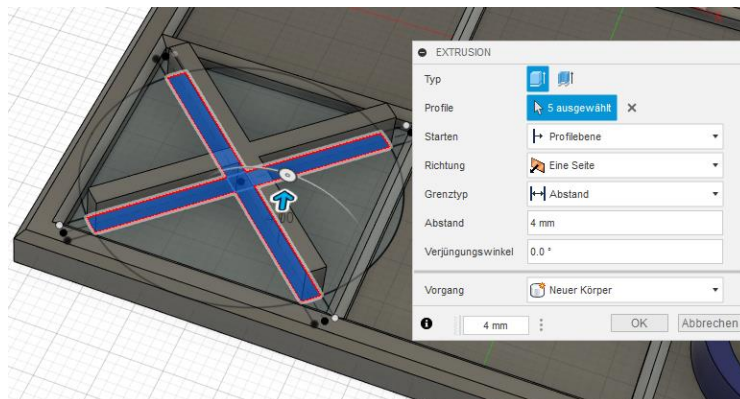 EXTRUSION
Typ
Profile 5 ausgewählt
Starten Profilebene
Richtung Eine Seite
Grenztyp Abstand
Abstand 4 mm
Verjüngungswinkel 0.0 °
Vorgang Neuer Körper
4 mm OK Abbrechen